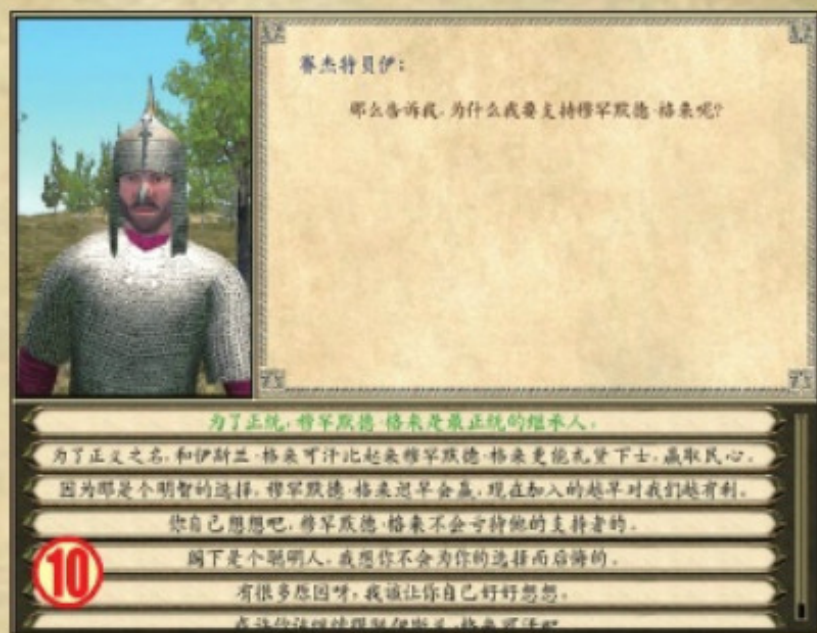 赛杰特贝伊:
那么告诉我,为什么我要支持穆罕默德·格来呢?
为了正统,穆罕默德·格来是最正统的继承人。
为了正义之名,和伊斯兰·格来可汗比起来穆罕默德·格来更能礼贤下士,赢取民心。
因为那是个明智的选择,穆罕默德·格来迟早会赢,现在加入的越早对我们越有利。
你自己想想吧,穆罕默德·格来不会亏待他的支持者的。
阁下是个聪明人,我想你不会为你的选择而后悔的。
10
有很多原因呀,我该让你自己好好想想。